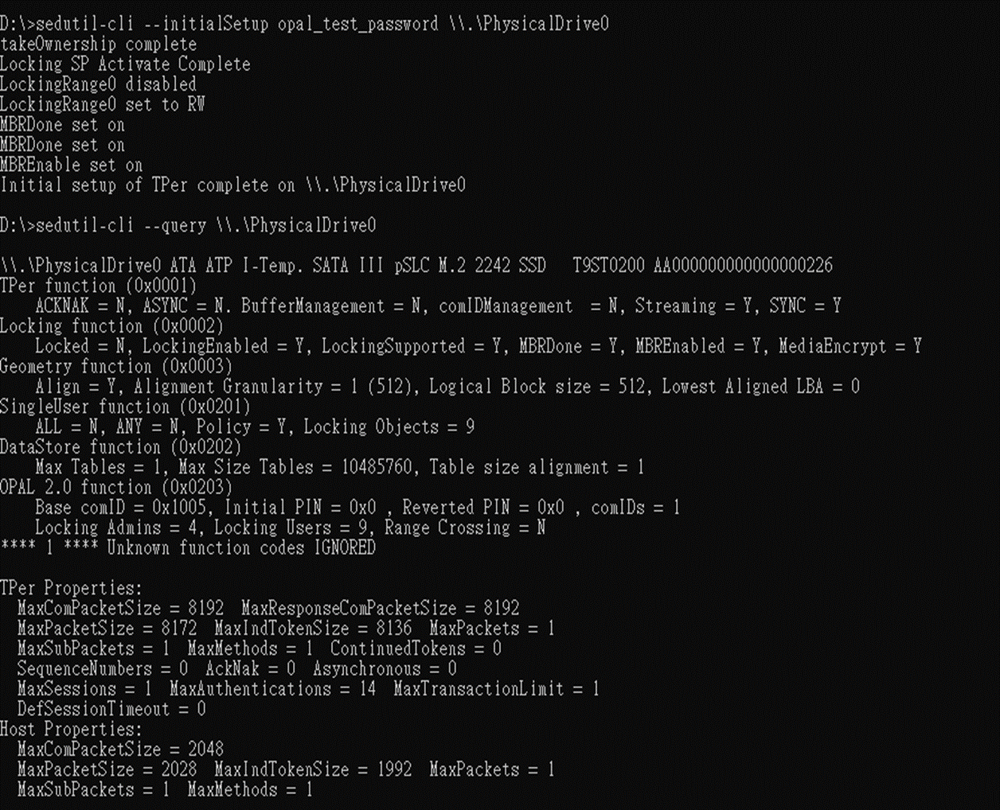 D:\>sedutil-cli --initialSetup opal_test_password \\.\PhysicalDrive0
takeOwnership complete
Locking SP Activate Complete
LockingRange0 disabled
LockingRange0 set to RW
MBRDone set on
MBRDone set on
MBREnable set on
Initial setup of TPer complete on \\.\PhysicalDrive0
D:\>sedutil-cli --query \\.\PhysicalDrive0
\\.\PhysicalDrive0 ATA ATP I-Temp. SATA III pSLC M.2 2242 SSD   T9ST0200 AA000000000000000226
TPer function (0x0001)
    ACKNAK = N, ASYNC = N. BufferManagement = N, comIDManagement  = N, Streaming = Y, SYNC = Y
Locking function (0x0002)
    Locked = N, LockingEnabled = Y, LockingSupported = Y, MBRDone = Y, MBREnabled = Y, MediaEncrypt = Y
Geometry function (0x0003)
    Align = Y, Alignment Granularity = 1 (512), Logical Block size = 512, Lowest Aligned LBA = 0
SingleUser function (0x0201)
    ALL = N, ANY = N, Policy = Y, Locking Objects = 9
DataStore function (0x0202)
    Max Tables = 1, Max Size Tables = 10485760, Table size alignment = 1
OPAL 2.0 function (0x0203)
    Base comID = 0x1005, Initial PIN = 0x0 , Reverted PIN = 0x0 , comIDs = 1
    Locking Admins = 4, Locking Users = 9, Range Crossing = N
**** 1 **** Unknown function codes IGNORED
TPer Properties:
  MaxComPacketSize = 8192  MaxResponseComPacketSize = 8192
  MaxPacketSize = 8172  MaxIndTokenSize = 8136  MaxPackets = 1
  MaxSubPackets = 1  MaxMethods = 1  ContinuedTokens = 0
  SequenceNumbers = 0  AckNak = 0  Asynchronous = 0
  MaxSessions = 1  MaxAuthentications = 14  MaxTransactionLimit = 1
  DefSessionTimeout = 0
Host Properties:
  MaxComPacketSize = 2048
  MaxPacketSize = 2028  MaxIndTokenSize = 1992  MaxPackets = 1
  MaxSubPackets = 1  MaxMethods = 1